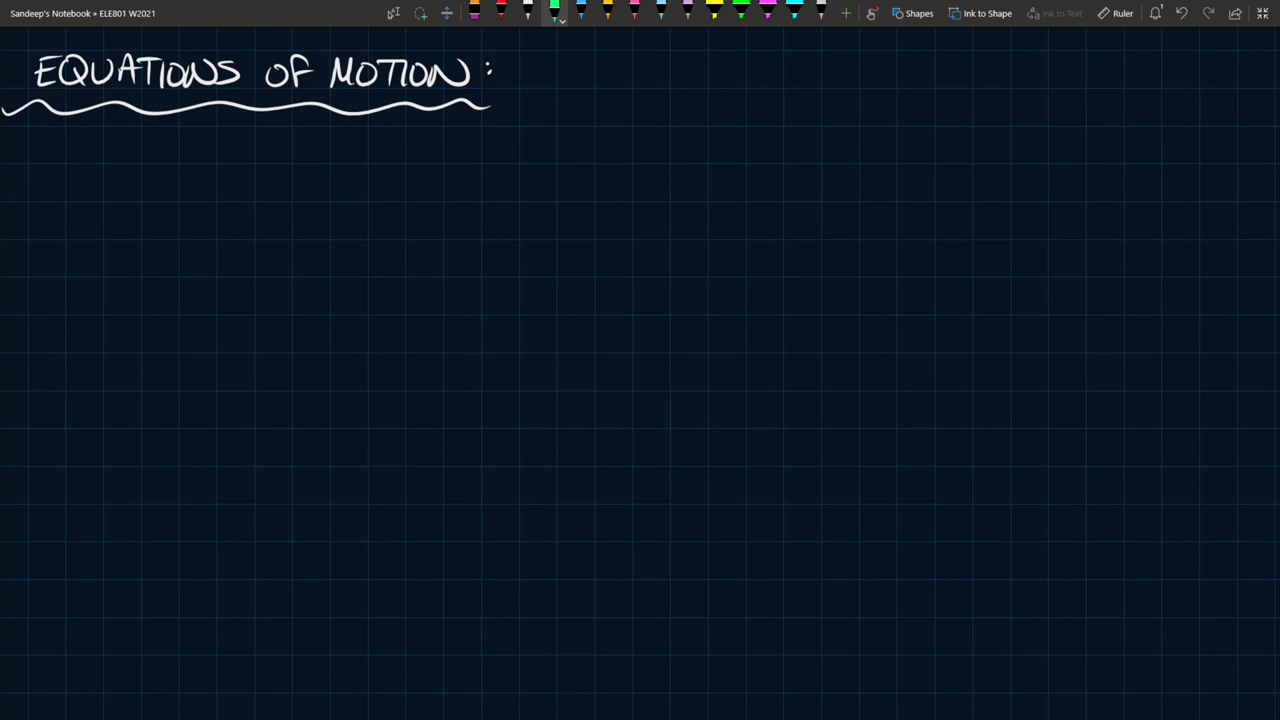 Sandeep's Notebook » ELE801 W2021
Shapes
Ink to Shape
Ink to Text
Ruler
EQUATIONS OF MOTION: